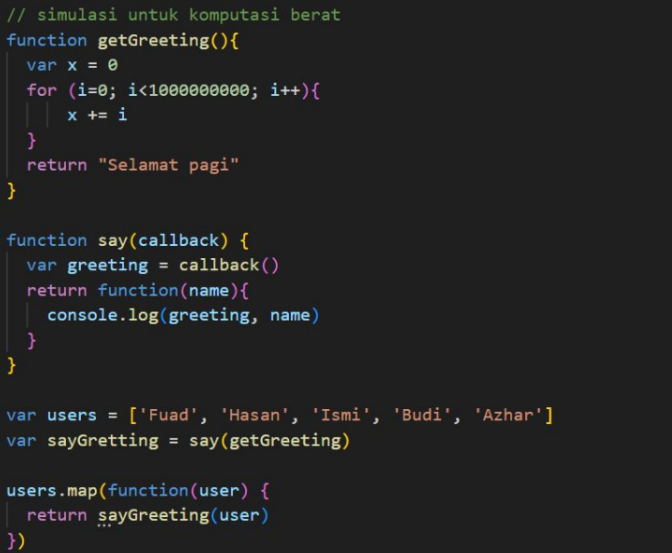 // simulasi untuk komputasi berat
function getGreeting(){
var x = 0
for (i=0; i<1000000000; i++){
x += i
}
return "Selamat pagi"
}
function say(callback) {
var greeting = callback()
return function(name){
console.log(greeting, name)
}
}
var users = ['Fuad', 'Hasan', 'Ismi', 'Budi', 'Azhar']
var sayGretting = say(getGreeting)
users.map(function(user) {
return sayGreeting(user)
})